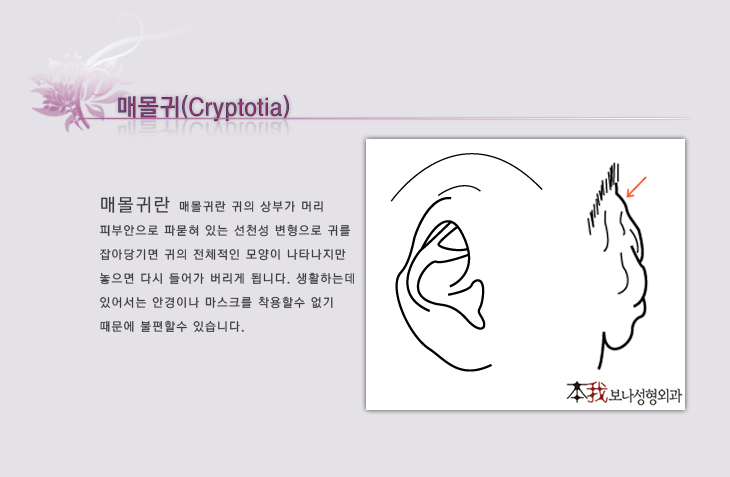 매몰귀(Cryptotia)
매몰귀란 매몰귀란 귀의 상부가 머리
피부안으로 파묻혀 있는 선천성 변형으로 귀를
잡아당기면 귀의 전체적인 모양이 나타나지만
놓으면 다시 들어가 버리게 됩니다. 생활하는데
있어서는 안경이나 마스크를 착용할수 없기
때문에 불편할수 있습니다.
本我 보나성형외과